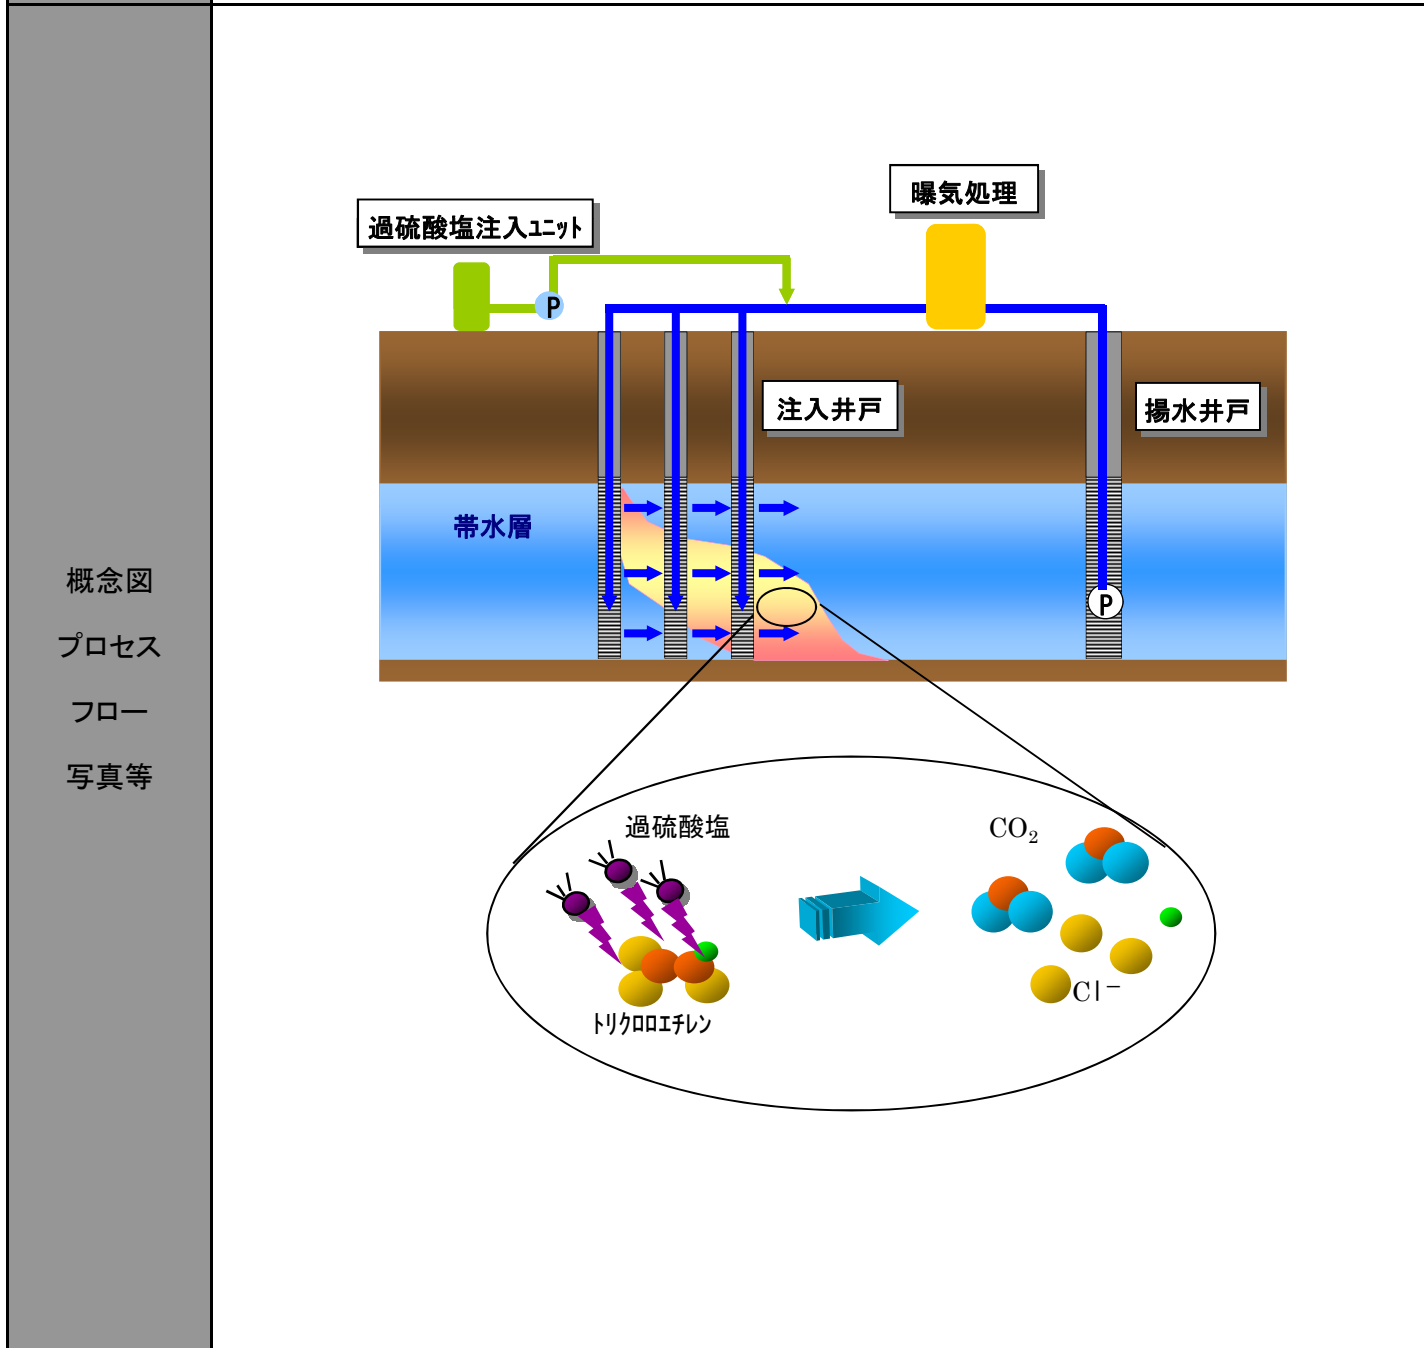 概念図
プロセス
フロー
写真等
曝気処理
過硫酸塩注入ﾕﾆｯﾄ
P
注入井戸
揚水井戸
帯水層
P
過硫酸塩
CO₂
Cl⁻
ﾄﾘｸﾛﾛｴﾁﾚﾝ